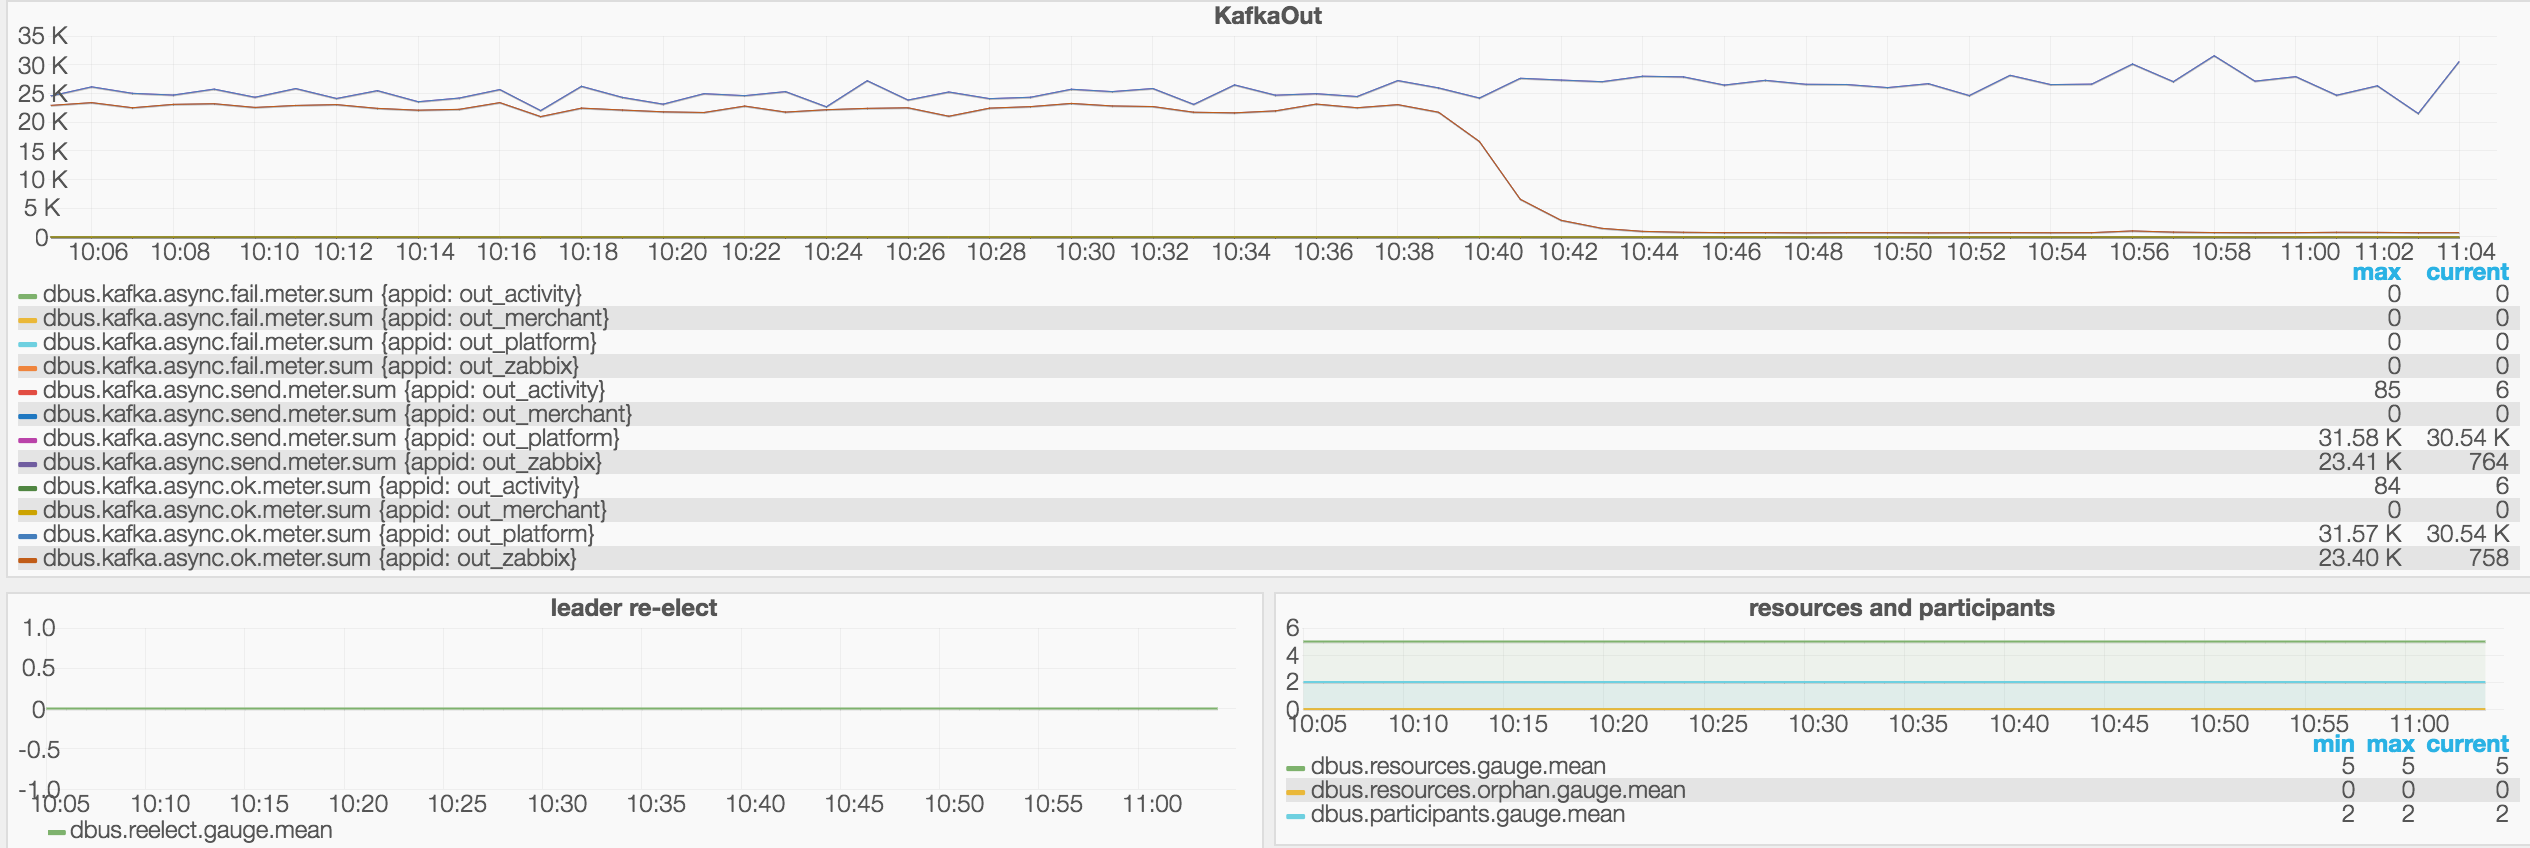 KafkaOut
35 K
30 K
25 K
20 K
15 K
10 K
5 K
0
10:06 10:08 10:10 10:12 10:14 10:16 10:18 10:20 10:22 10:24 10:26 10:28 10:30 10:32 10:34 10:36 10:38 10:40 10:42 10:44 10:46 10:48 10:50 10:52 10:54 10:56 10:58 11:00 11:02 11:04
max current
dbus.kafka.async.fail.meter.sum {appid: out_activity} 0 0
dbus.kafka.async.fail.meter.sum {appid: out_merchant} 0 0
dbus.kafka.async.fail.meter.sum {appid: out_platform} 0 0
dbus.kafka.async.fail.meter.sum {appid: out_zabbix} 0 0
dbus.kafka.async.send.meter.sum {appid: out_activity} 85 6
dbus.kafka.async.send.meter.sum {appid: out_merchant} 0 0
dbus.kafka.async.send.meter.sum {appid: out_platform} 31.58 K 30.54 K
dbus.kafka.async.send.meter.sum {appid: out_zabbix} 23.41 K 764
dbus.kafka.async.ok.meter.sum {appid: out_activity} 84 6
dbus.kafka.async.ok.meter.sum {appid: out_merchant} 0 0
dbus.kafka.async.ok.meter.sum {appid: out_platform} 31.57 K 30.54 K
dbus.kafka.async.ok.meter.sum {appid: out_zabbix} 23.40 K 758
leader re-elect
1.0
0.5
0
-0.5
-1.0
10:05 10:10 10:15 10:20 10:25 10:30 10:35 10:40 10:45 10:50 10:55 11:00
dbus.reelect.gauge.mean
resources and participants
6
4
2
0
10:05 10:10 10:15 10:20 10:25 10:30 10:35 10:40 10:45 10:50 10:55 11:00
min max current
dbus.resources.gauge.mean 5 5 5
dbus.resources.orphan.gauge.mean 0 0 0
dbus.participants.gauge.mean 2 2 2